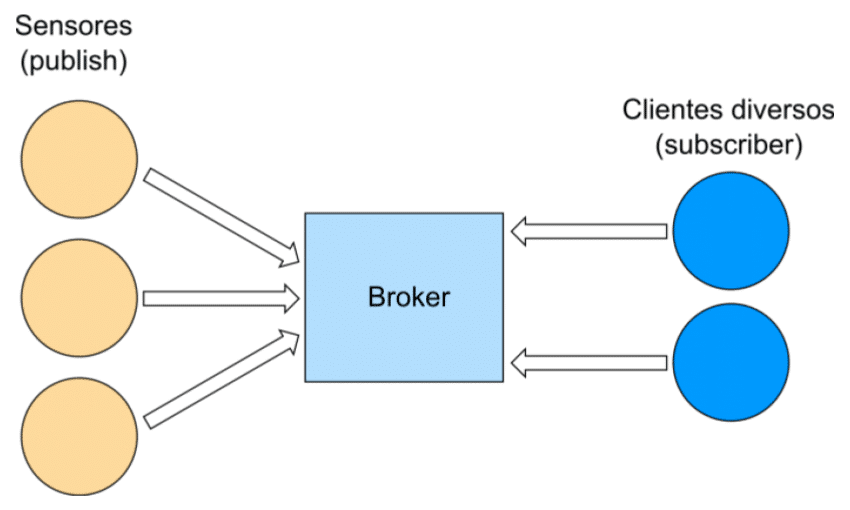 Sensores
(publish)
Clientes diversos
(subscriber)
Broker